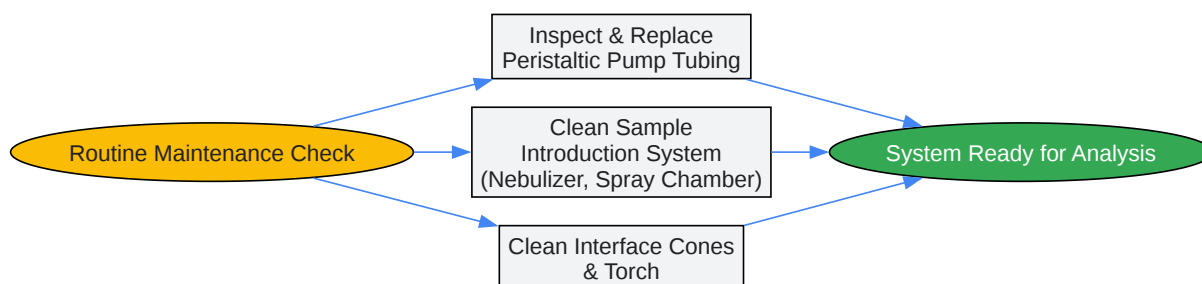 Routine Maintenance Check
Inspect & Replace
Peristaltic Pump Tubing
Clean Sample
Introduction System
(Nebulizer, Spray Chamber)
Clean Interface Cones
& Torch
System Ready for Analysis